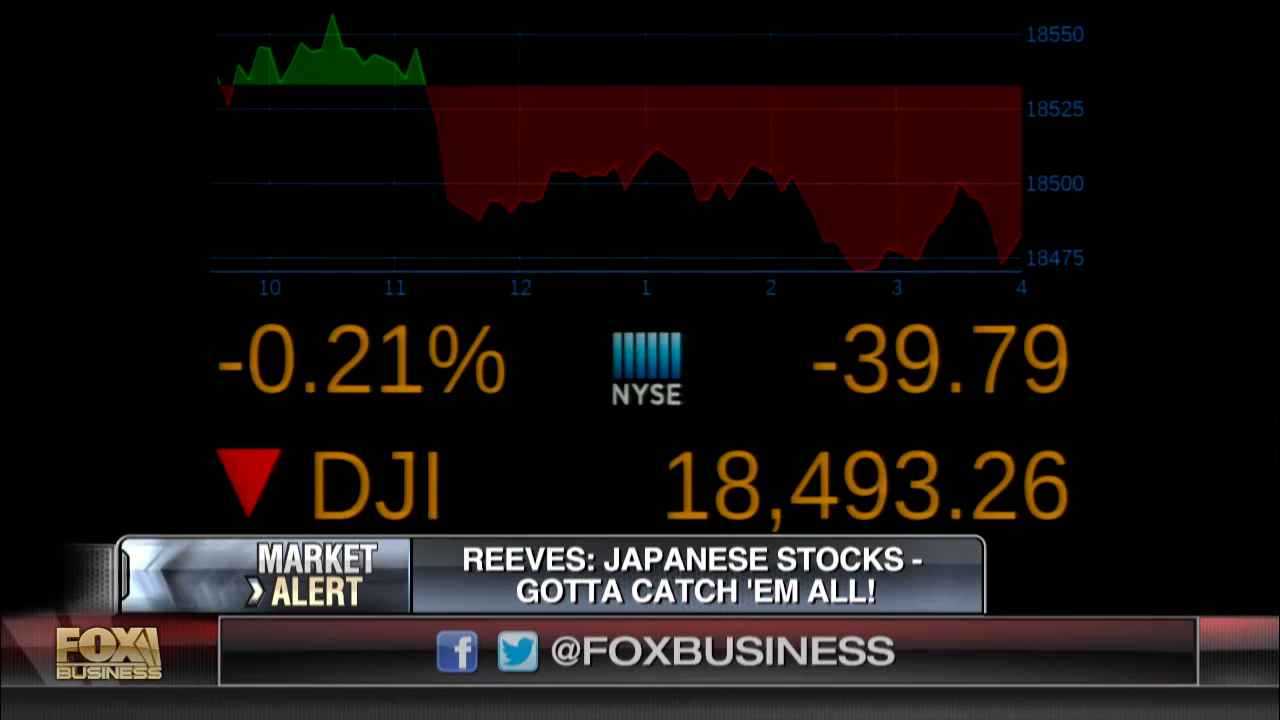 18550
18525
18500
18475
10 11 12 1 2 3 4
-0.21% NYSE -39.79
DJI 18,493.26
MARKET
ALERT
REEVES: JAPANESE STOCKS -
GOTTA CATCH 'EM ALL!
FOX
BUSINESS
@FOXBUSINESS